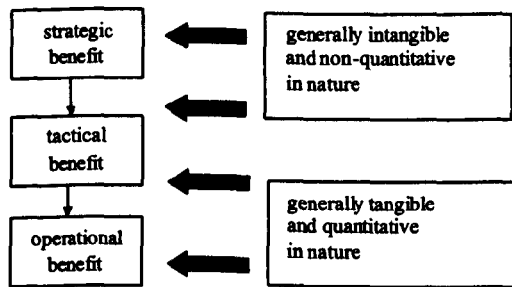 strategic
benefit
generally intangible
and non-quantitative
in nature
tactical
benefit
generally tangible
and quantitative
in nature
operational
benefit